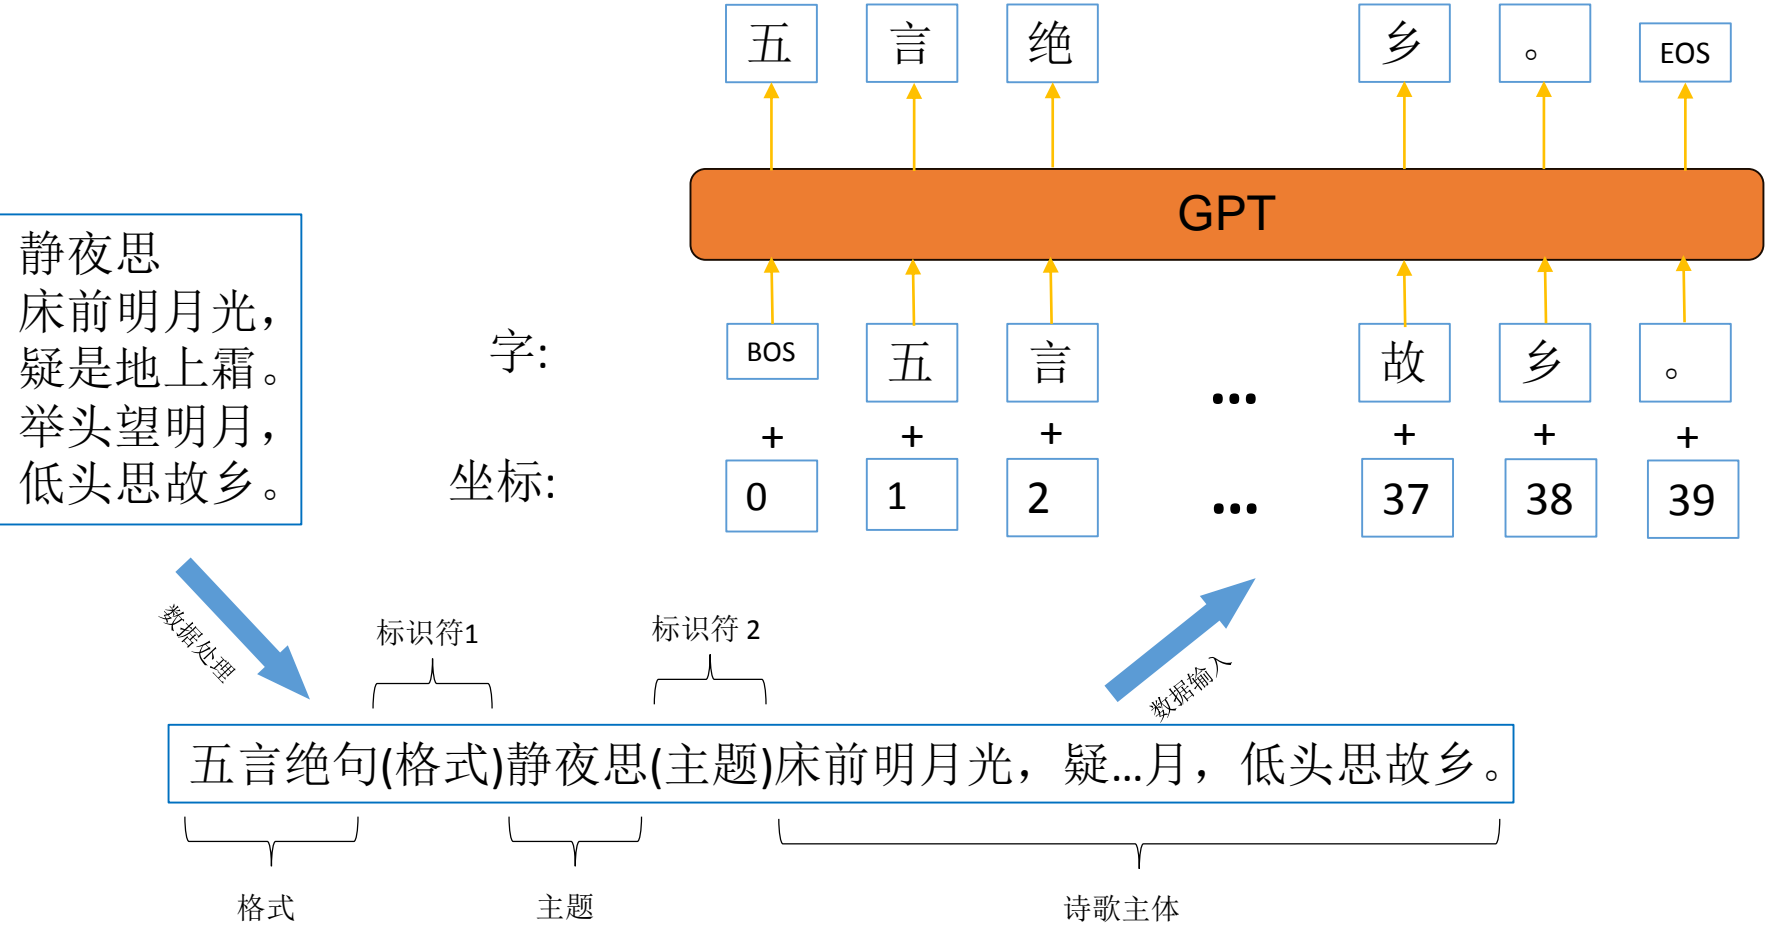 五 言 绝 乡 。 EOS
GPT
静夜思
床前明月光，
疑是地上霜。
举头望明月，
低头思故乡。
字: BOS 五 言 ... 故 乡 。
+ + + + + +
坐标: 0 1 2 ... 37 38 39
数据处理
标识符1
标识符 2
数据输入
五言绝句(格式)静夜思(主题)床前明月光，疑...月，低头思故乡。
格式
主题
诗歌主体